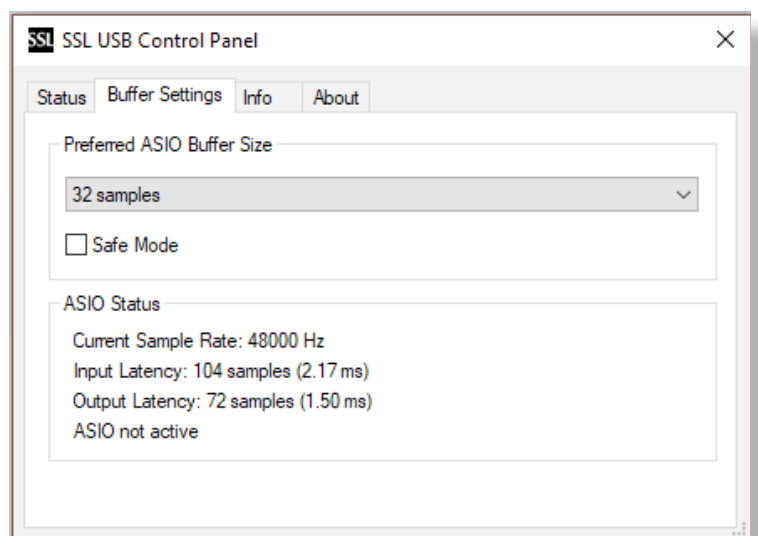 SSL SSL USB Control Panel
Status Buffer Settings Info About
Preferred ASIO Buffer Size
32 samples
Safe Mode
ASIO Status
Current Sample Rate: 48000 Hz
Input Latency: 104 samples (2.17 ms)
Output Latency: 72 samples (1.50 ms)
ASIO not active